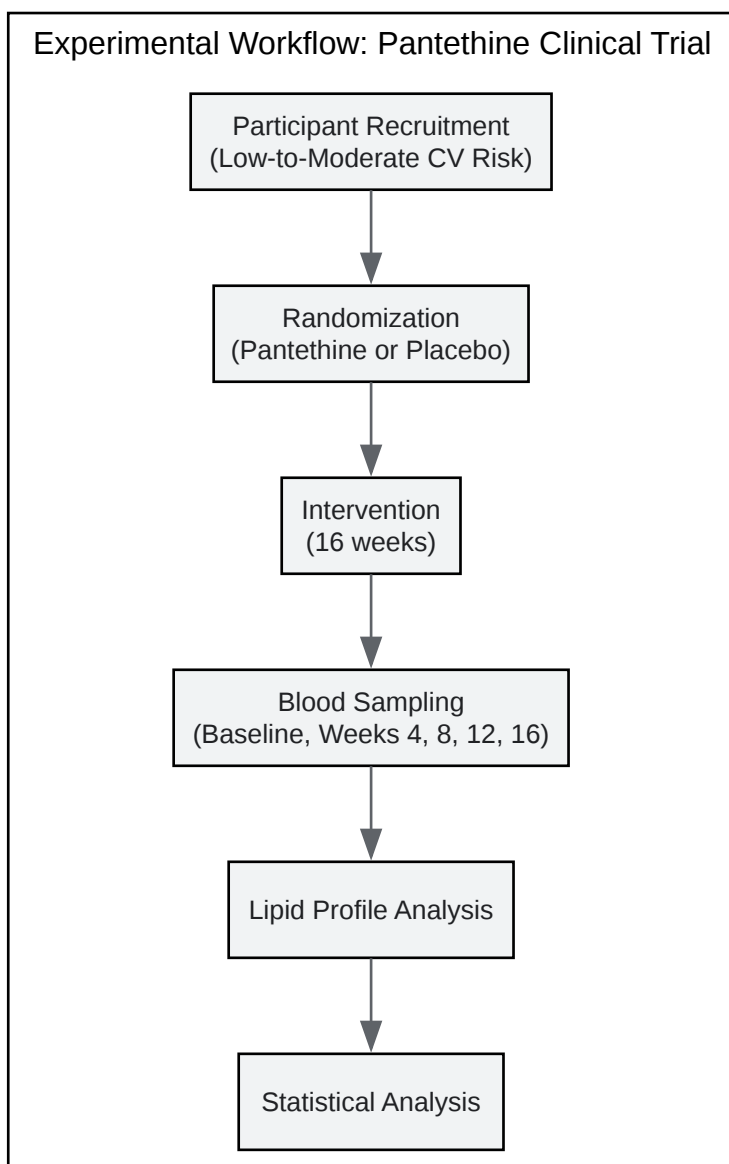 Experimental Workflow: Pantethine Clinical Trial
Participant Recruitment
(Low-to-Moderate CV Risk)
Randomization
(Pantethine or Placebo)
Intervention
(16 weeks)
Blood Sampling
(Baseline, Weeks 4, 8, 12, 16)
Lipid Profile Analysis
Statistical Analysis